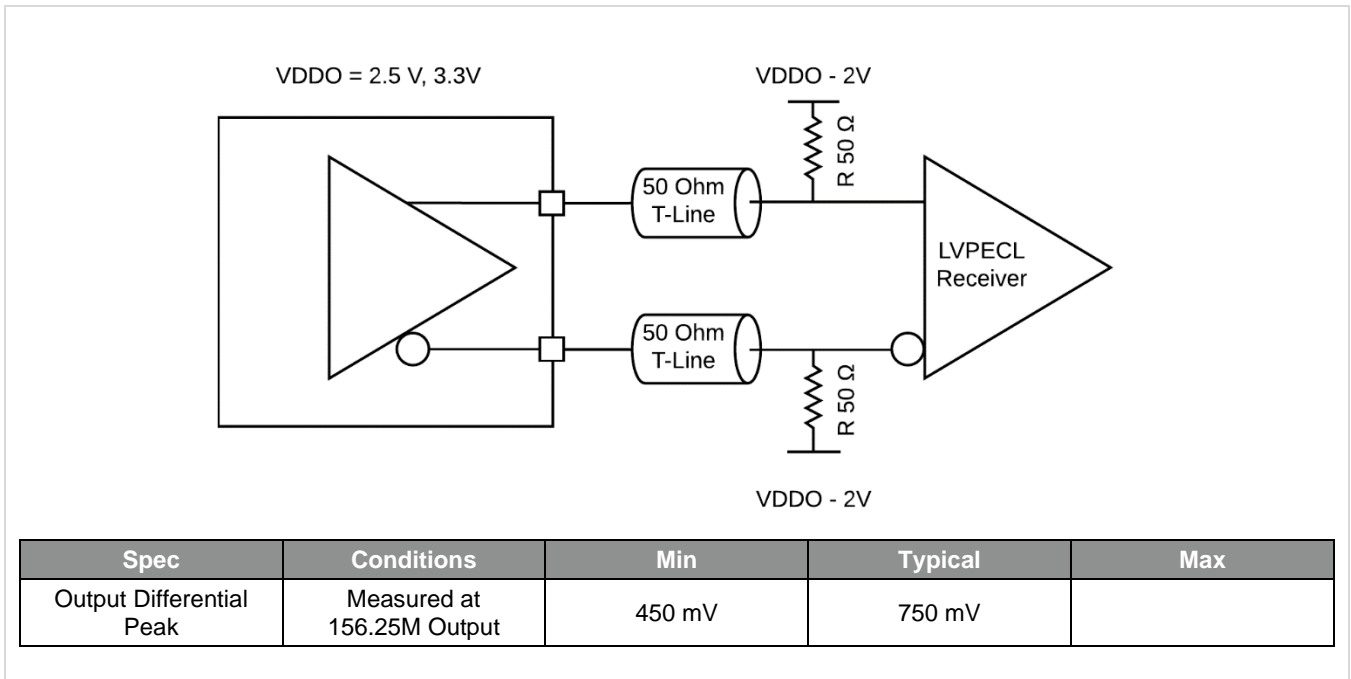 VDDO = 2.5 V, 3.3V
VDDO - 2V
R 50 Ω
50 Ohm
T-Line
LVPECL
Receiver
50 Ohm
T-Line
R 50 Ω
VDDO - 2V
Spec Conditions Min Typical Max
Output Differential
Peak
Measured at
156.25M Output
450 mV
750 mV